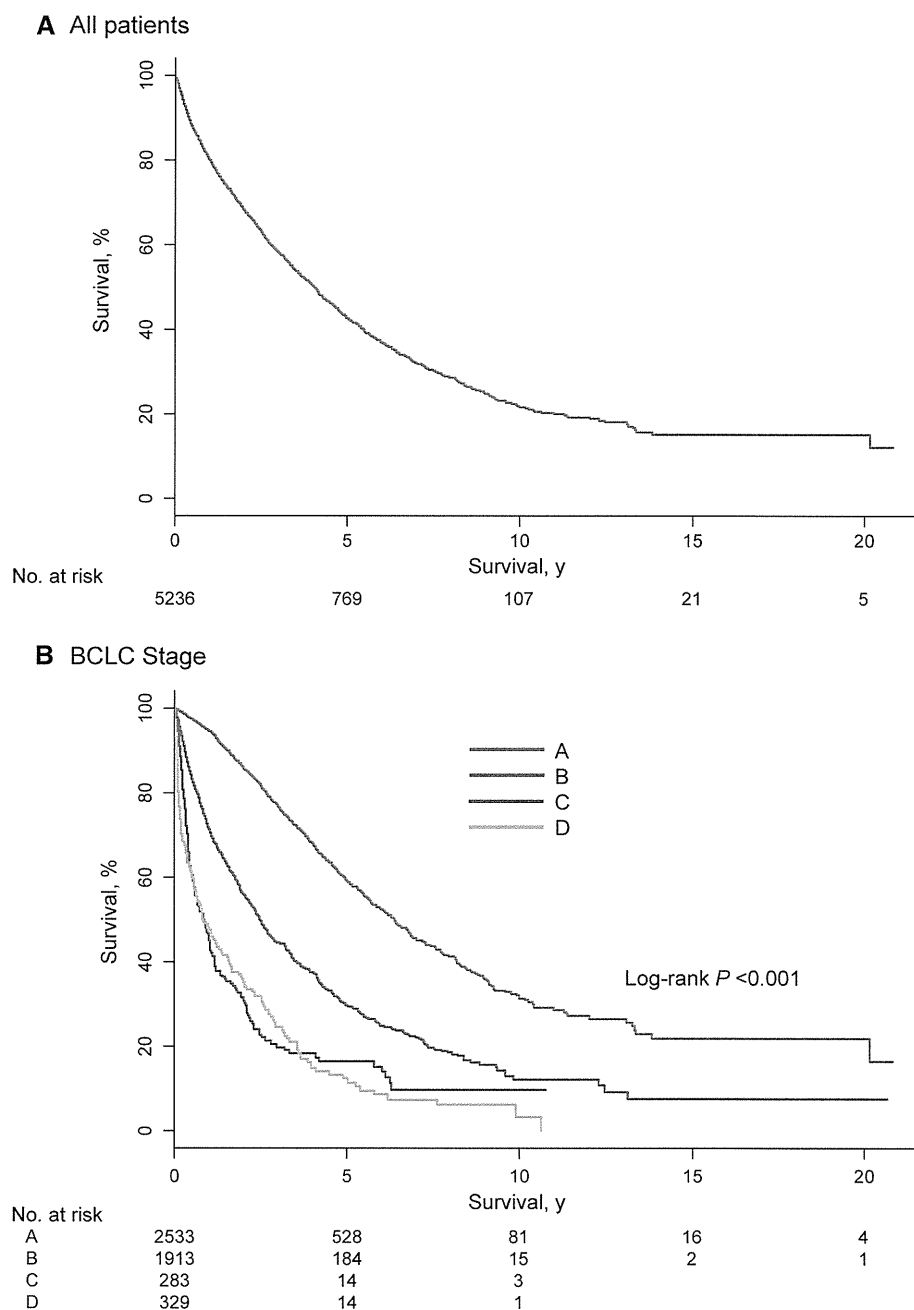 A All patients
100
80
60
40
20
0
Survival, %
0 5 10 15 20
Survival, y
No. at risk
5236 769 107 21 5
B BCLC Stage
100
80
60
40
20
0
Survival, %
A
B
C
D
Log-rank P <0.001
0 5 10 15 20
Survival, y
No. at risk
A 2533 528 81 16 4
B 1913 184 15 2 1
C 283 14 3
D 329 14 1